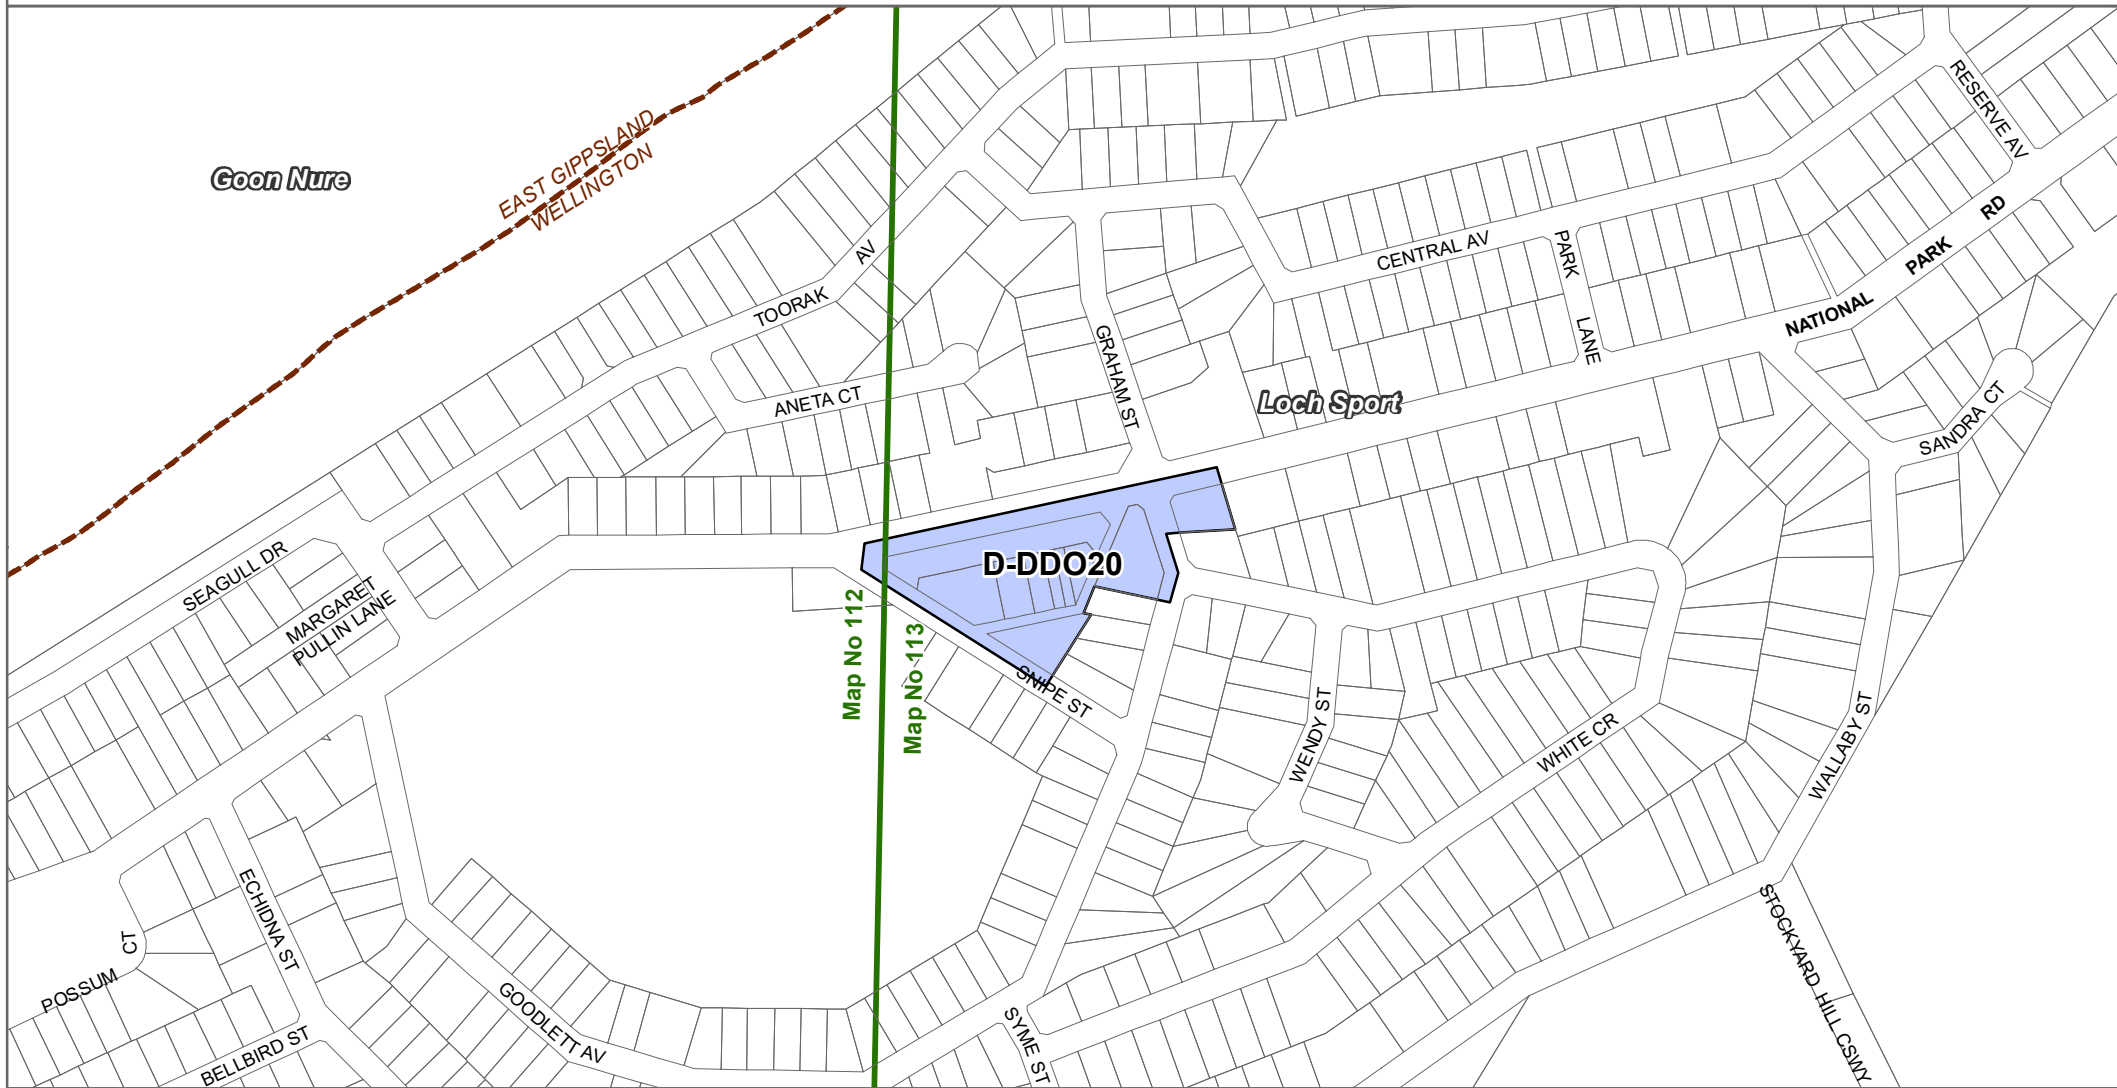 RESERVE AV
EAST GIPPSLAND
WELLINGTON
Goon Nure
RD
PARK
NATIONAL
CENTRAL AV
PARK
LANE
TOORAK
AV
GRAHAM ST
ANETA CT
Loch Sport
SANDRA CT
SEAGULL DR
MARGARET
PULLIN LANE
D-DDO20
Map No 112
Map No 113
SNIPE ST
WENDY ST
WHITE CR
WALLABY ST
ECHIDNA ST
POSSUM
CT
GOODLETT AV
BELLBIRD ST
SYME ST
STOCKYARD HILL CSWY